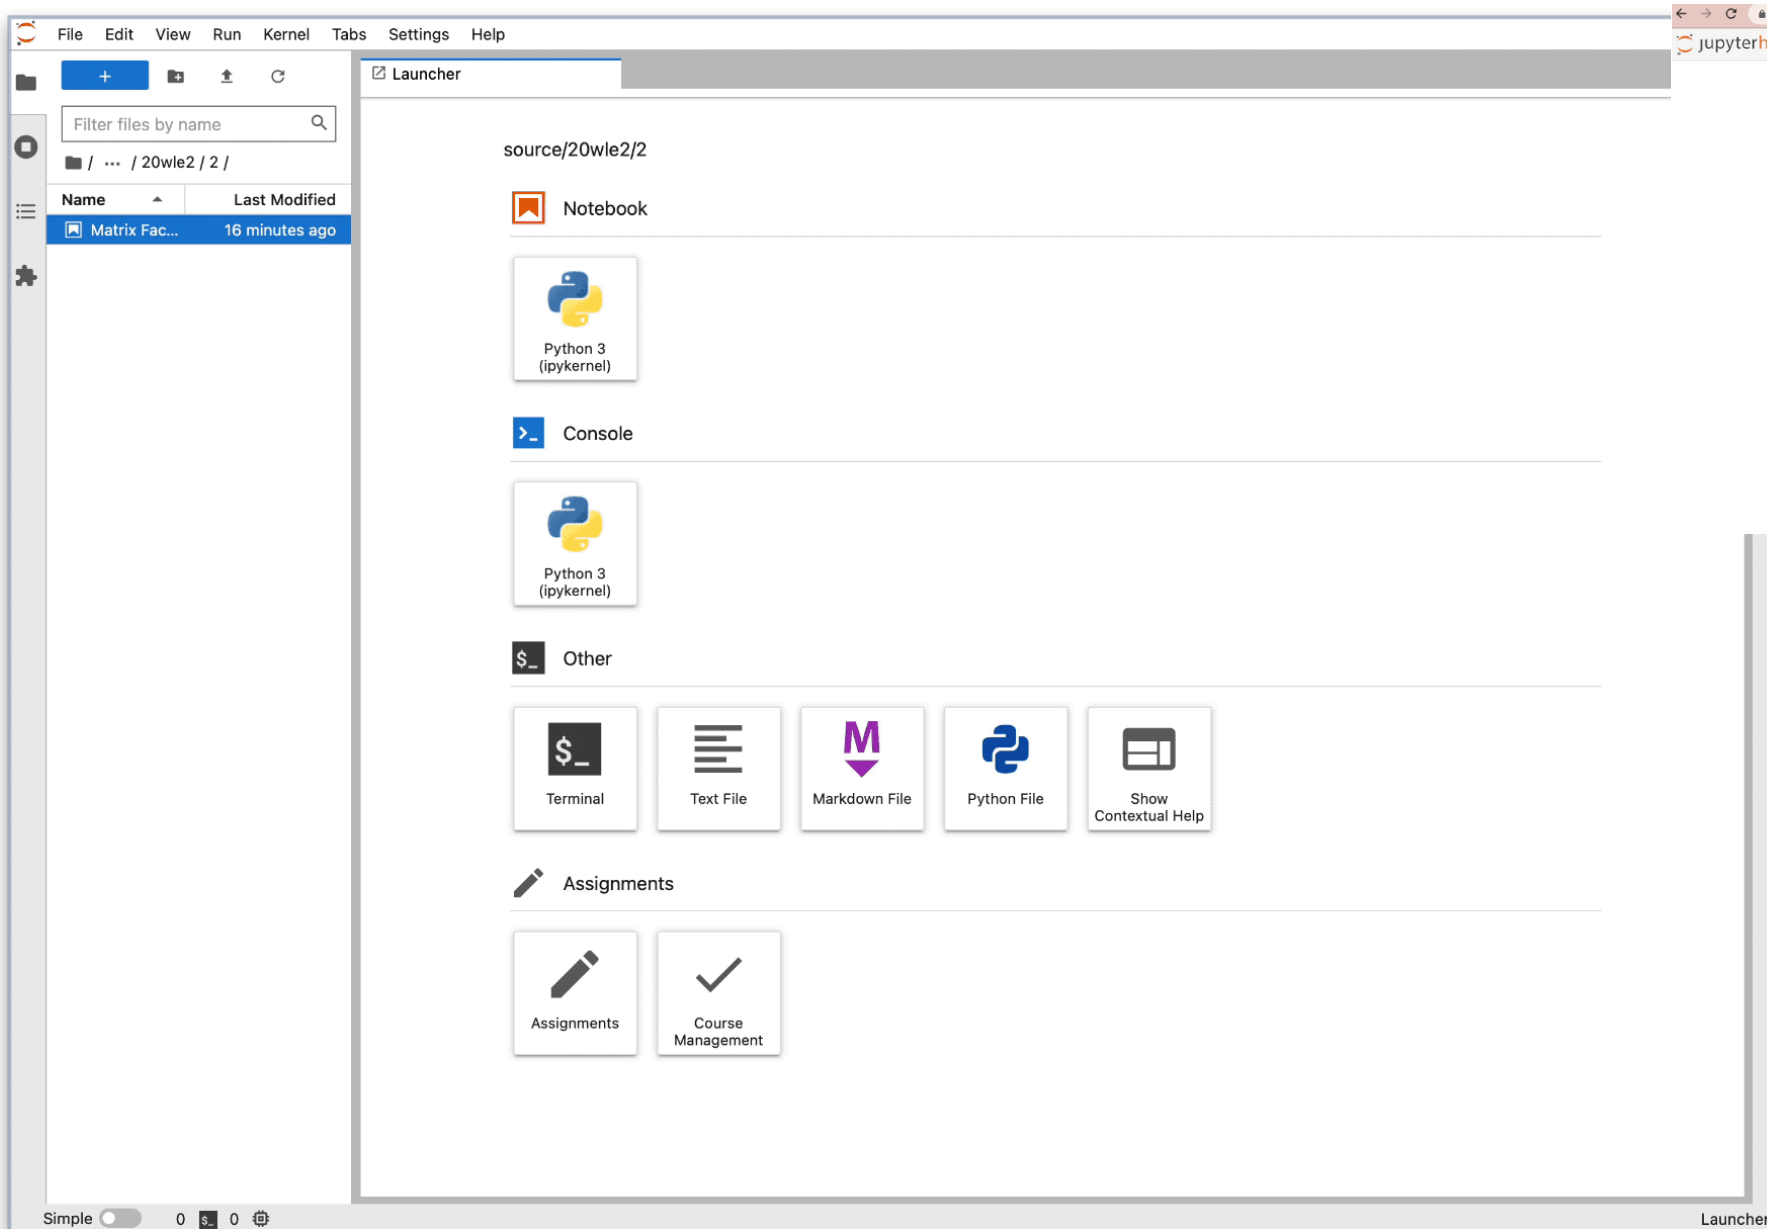 File Edit View Run Kernel Tabs Settings Help
jupyterh
+
Launcher
Filter files by name
/ ··· / 20wle2 / 2 /
Name Last Modified
Matrix Fac... 16 minutes ago
source/20wle2/2
Notebook
Python 3
(ipykernel)
Console
Python 3
(ipykernel)
$_ Other
$_
Terminal
Text File
M
Markdown File
Python File
Show
Contextual Help
Assignments
Assignments
Course
Management
Simple 0 $_ 0 Launcher